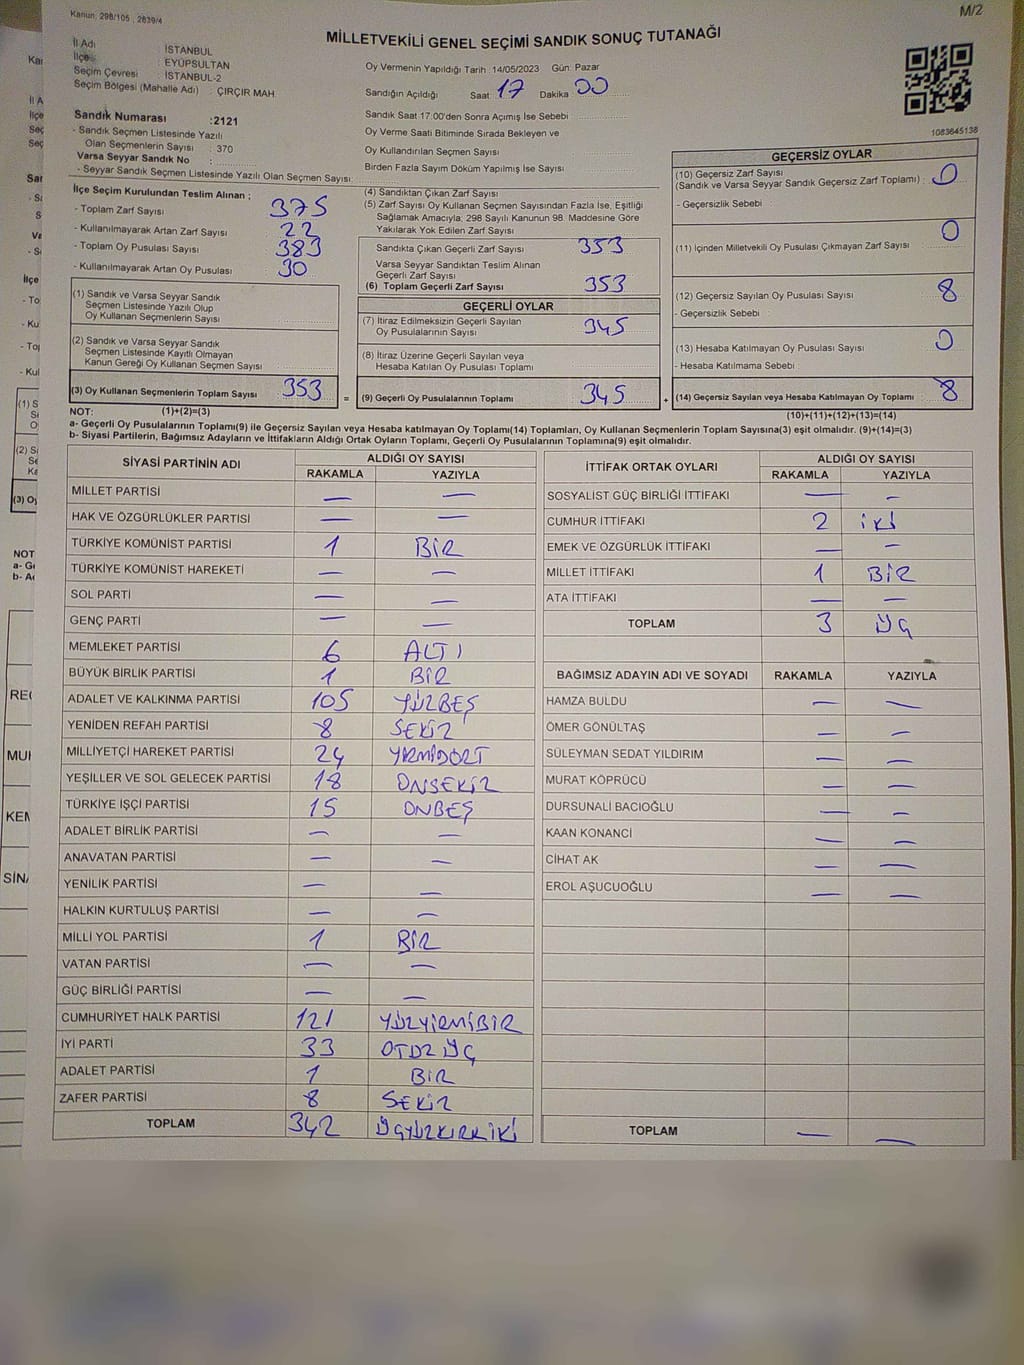 Kanun, 298/105, 2839/4
M/2
MİLLETVEKİLİ GENEL SEÇİMİ SANDIK SONUÇ TUTANAĞI
İl Adı : İSTANBUL
İlçe : EYÜPSULTAN
Seçim Çevresi : İSTANBUL-2
Seçim Bölgesi (Mahalle Adı) : ÇIRÇIR MAH.
Oy Vermenin Yapıldığı Tarih : 14/05/2023 Gün: Pazar
Sandığın Açıldığı Saat 17 Dakika 00
Sandık Saat 17:00'den Sonra Açımış İse Sebebi :
Oy Verme Saati Bitiminde Sırada Bekleyen ve
Oy Kullandırılan Seçmen Sayısı :
Birden Fazla Sayım Döküm Yapılmış İse Sayısı :
1083645138
Sandık Numarası :2121
- Sandık Seçmen Listesinde Yazılı
Olan Seçmenlerin Sayısı : 370
Varsa Seyyar Sandık No :
- Seyyar Sandık Seçmen Listesinde Yazılı Olan Seçmen Sayısı:
İlçe Seçim Kurulundan Teslim Alınan ;
- Toplam Zarf Sayısı 375
- Kullanılmayarak Artan Zarf Sayısı 22
- Toplam Oy Pusulası Sayısı 383
- Kullanılmayarak Artan Oy Pusulası 30
(1) Sandık ve Varsa Seyyar Sandık
Seçmen Listesinde Yazılı Olup
Oy Kullanan Seçmenlerin Sayısı
(2) Sandık ve Varsa Seyyar Sandık
Seçmen Listesinde Kayıtlı Olmayan
Kanun Gereği Oy Kullanan Seçmen Sayısı
(3) Oy Kullanan Seçmenlerin Toplam Sayısı 353
(1)+(2)=(3)
(4) Sandıktan Çıkan Zarf Sayısı
(5) Zarf Sayısı Oy Kullanan Seçmen Sayısından Fazla İse, Eşitliği
Sağlamak Amacıyla, 298 Sayılı Kanunun 98. Maddesine Göre
Yakılarak Yok Edilen Zarf Sayısı
Sandıkta Çıkan Geçerli Zarf Sayısı 353
Varsa Seyyar Sandıktan Teslim Alınan
Geçerli Zarf Sayısı
(6) Toplam Geçerli Zarf Sayısı 353
GEÇERLİ OYLAR
(7) İtiraz Edilmeksizin Geçerli Sayılan
Oy Pusulalarının Sayısı 345
(8) İtiraz Üzerine Geçerli Sayılan veya
Hesaba Katılan Oy Pusulası Toplamı
= (9) Geçerli Oy Pusulalarının Toplamı 345 +
GEÇERSİZ OYLAR
(10) Geçersiz Zarf Sayısı
(Sandık ve Varsa Seyyar Sandık Geçersiz Zarf Toplamı) : 0
- Geçersizlik Sebebi :
(11) İçinden Milletvekili Oy Pusulası Çıkmayan Zarf Sayısı 0
(12) Geçersiz Sayılan Oy Pusulası Sayısı 8
- Geçersizlik Sebebi
(13) Hesaba Katılmayan Oy Pusulası Sayısı 0
- Hesaba Katılmama Sebebi
(14) Geçersiz Sayılan veya Hesaba Katılmayan Oy Toplamı 8
(10)+(11)+(12)+(13)=(14)
NOT:
a- Geçerli Oy Pusulalarının Toplamı(9) ile Geçersiz Sayılan veya Hesaba Katılmayan Oy Toplamı(14) Toplamları, Oy Kullanan Seçmenlerin Toplam Sayısına(3) eşit olmalıdır. (9)+(14)=(3)
b- Siyasi Partilerin, Bağımsız Adayların ve İttifakların Aldığı Ortak Oyların Toplamı, Geçerli Oy Pusulalarının Toplamına(9) eşit olmalıdır.
SİYASİ PARTİNİN ADI ALDIĞI OY SAYISI
RAKAMLA YAZIYLA
MİLLET PARTİSİ — —
HAK VE ÖZGÜRLÜKLER PARTİSİ — —
TÜRKİYE KOMÜNİST PARTİSİ 1 BİR
TÜRKİYE KOMÜNİST HAREKETİ — —
SOL PARTİ — —
GENÇ PARTİ — —
MEMLEKET PARTİSİ 6 ALTI
BÜYÜK BİRLİK PARTİSİ 1 BİR
ADALET VE KALKINMA PARTİSİ 105 YÜZBEŞ
YENİDEN REFAH PARTİSİ 8 SEKİZ
MİLLİYETÇİ HAREKET PARTİSİ 24 YİRMİDÖRT
YEŞİLLER VE SOL GELECEK PARTİSİ 18 ONSEKİZ
TÜRKİYE İŞÇİ PARTİSİ 15 ONBEŞ
ADALET BİRLİK PARTİSİ — —
ANAVATAN PARTİSİ — —
YENİLİK PARTİSİ — —
HALKIN KURTULUŞ PARTİSİ — —
MİLLİ YOL PARTİSİ 1 BİR
VATAN PARTİSİ — —
GÜÇ BİRLİĞİ PARTİSİ — —
CUMHURİYET HALK PARTİSİ 121 YÜZYİRMİBİR
İYİ PARTİ 33 OTUZ ÜÇ
ADALET PARTİSİ 1 BİR
ZAFER PARTİSİ 8 SEKİZ
TOPLAM 342 ÜÇYÜZKIRKİKİ
İTTİFAK ORTAK OYLARI ALDIĞI OY SAYISI
RAKAMLA YAZIYLA
SOSYALİST GÜÇ BİRLİĞİ İTTİFAKI — —
CUMHUR İTTİFAKI 2 İKİ
EMEK VE ÖZGÜRLÜK İTTİFAKI — —
MİLLET İTTİFAKI 1 BİR
ATA İTTİFAKI — —
TOPLAM 3 ÜÇ
BAĞIMSIZ ADAYIN ADI VE SOYADI RAKAMLA YAZIYLA
HAMZA BULDU — —
ÖMER GÖNÜLTAŞ — —
SÜLEYMAN SEDAT YILDIRIM — —
MURAT KÖPRÜCÜ — —
DURSUNALİ BACIOĞLU — —
KAAN KONANCİ — —
CİHAT AK — —
EROL AŞUCUOĞLU — —
TOPLAM — —